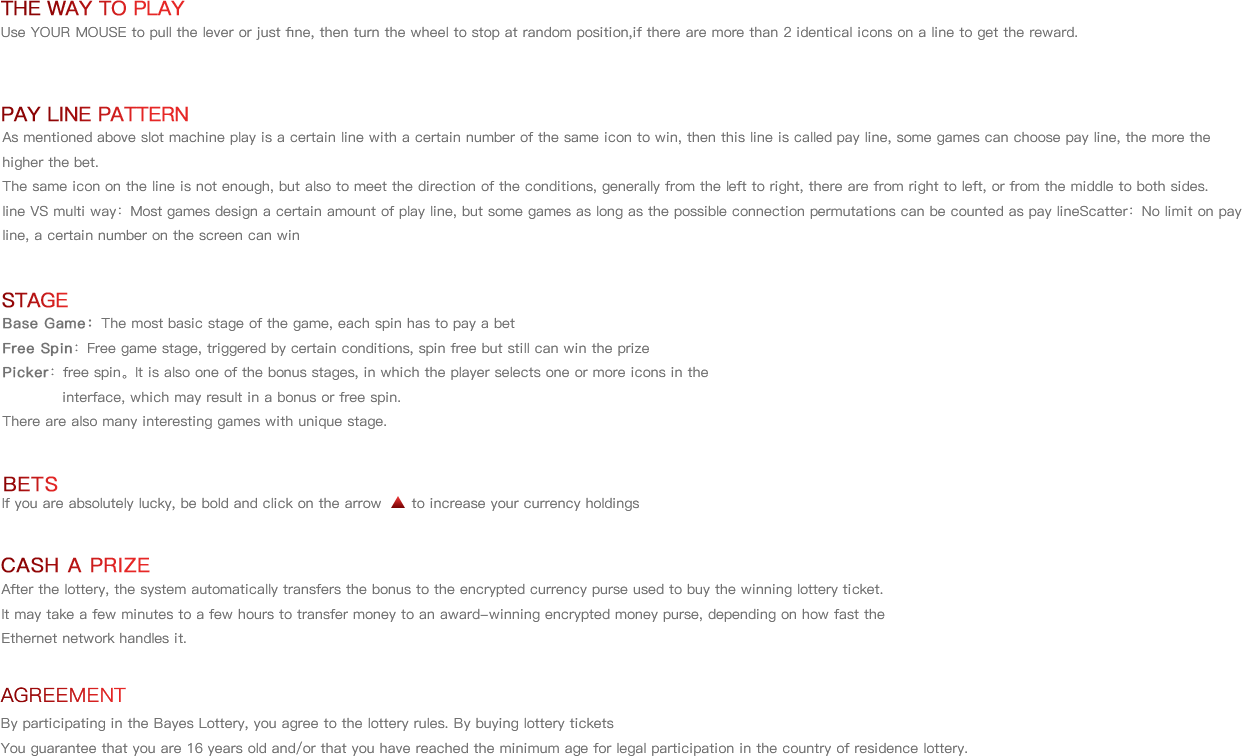 THE WAY TO PLAY
Use YOUR MOUSE to pull the lever or just fine, then turn the wheel to stop at random position,if there are more than 2 identical icons on a line to get the reward.
PAY LINE PATTERN
As mentioned above slot machine play is a certain line with a certain number of the same icon to win, then this line is called pay line, some games can choose pay line, the more the
higher the bet.
The same icon on the line is not enough, but also to meet the direction of the conditions, generally from the left to right, there are from right to left, or from the middle to both sides.
line VS multi way：Most games design a certain amount of play line, but some games as long as the possible connection permutations can be counted as pay lineScatter：No limit on pay
line, a certain number on the screen can win
STAGE
Base Game：The most basic stage of the game, each spin has to pay a bet
Free Spin：Free game stage, triggered by certain conditions, spin free but still can win the prize
Picker：free spin。It is also one of the bonus stages, in which the player selects one or more icons in the
interface, which may result in a bonus or free spin.
There are also many interesting games with unique stage.
BETS
If you are absolutely lucky, be bold and click on the arrow ▲ to increase your currency holdings
CASH A PRIZE
After the lottery, the system automatically transfers the bonus to the encrypted currency purse used to buy the winning lottery ticket.
It may take a few minutes to a few hours to transfer money to an award-winning encrypted money purse, depending on how fast the
Ethernet network handles it.
AGREEMENT
By participating in the Bayes Lottery, you agree to the lottery rules. By buying lottery tickets
You guarantee that you are 16 years old and/or that you have reached the minimum age for legal participation in the country of residence lottery.